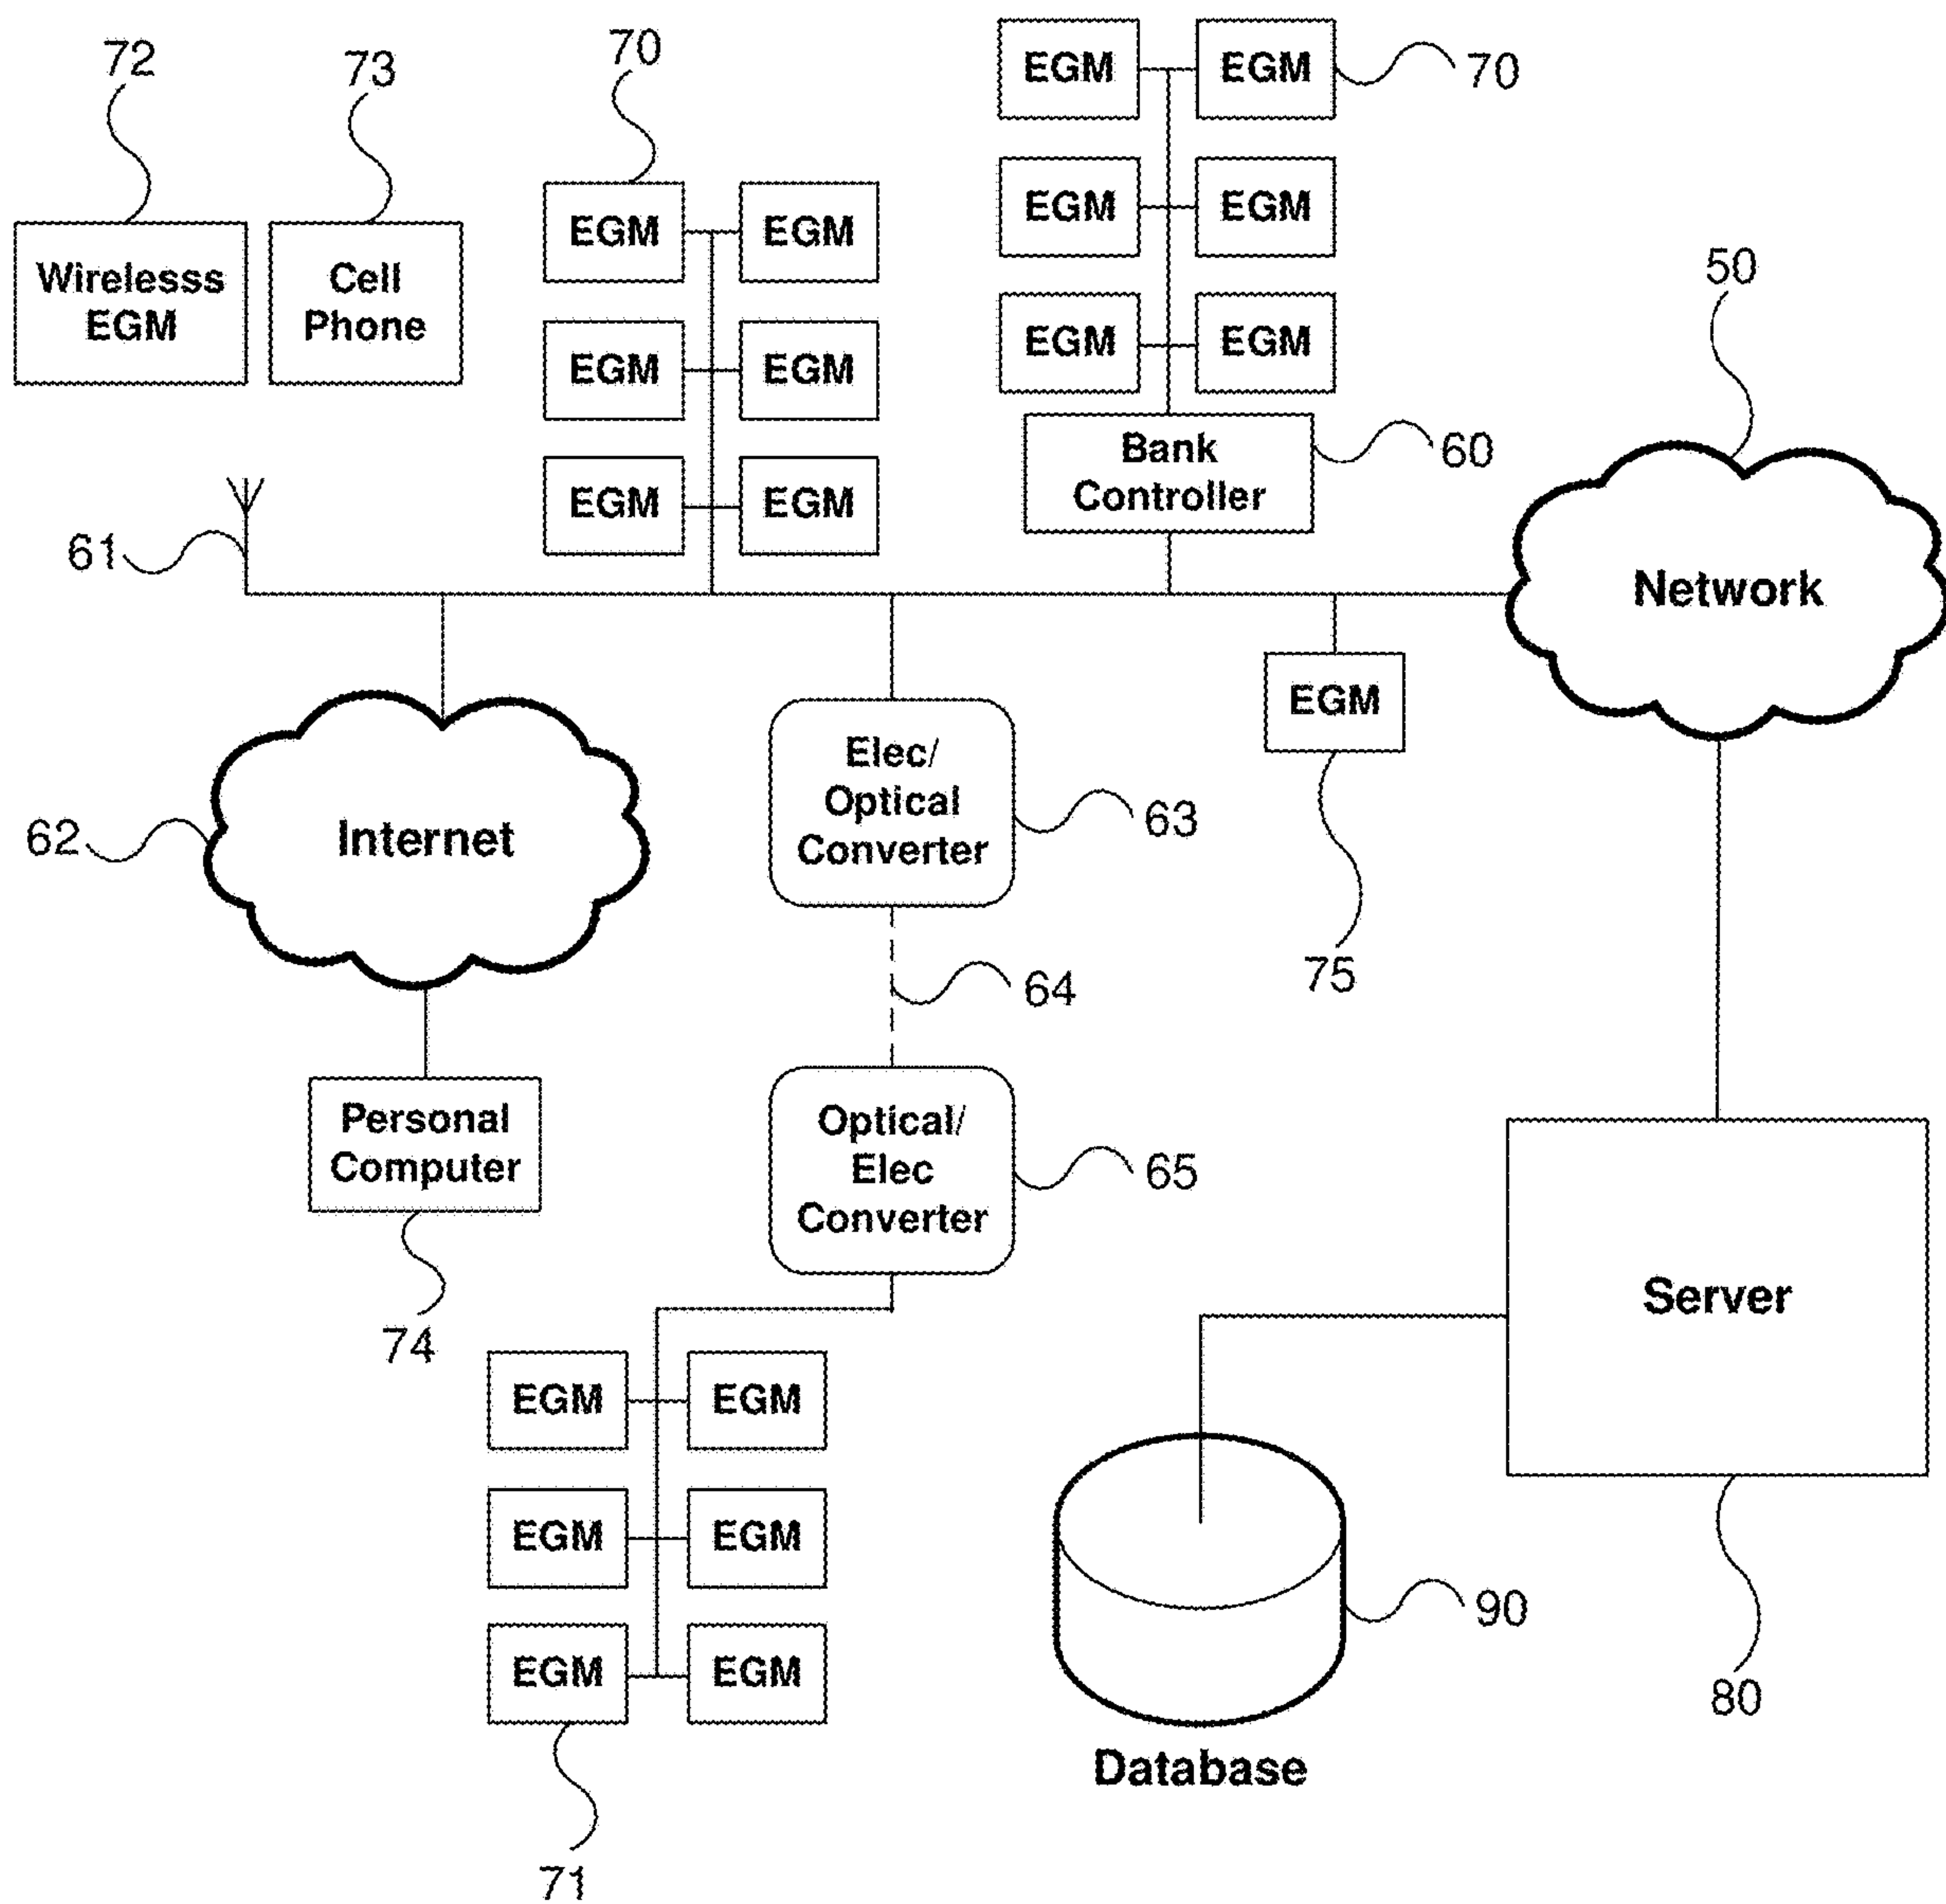 72
73
70
EGM
EGM
70
EGM
EGM
EGM
EGM
EGM
EGM
Wirelesss
EGM
Cell
Phone
EGM
EGM
EGM
EGM
EGM
EGM
50
Bank
Controller
60
61
Network
EGM
75
Internet
62
Elec/
Optical
Converter
63
64
Personal
Computer
74
Optical/
Elec
Converter
65
Server
80
EGM
EGM
EGM
EGM
EGM
EGM
71
90
Database